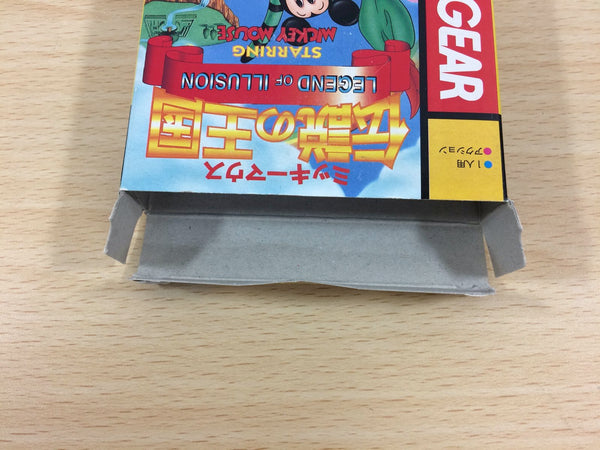 ミッキーマウス
伝説の王国
LEGEND OF ILLUSION
STARRING
MICKEY MOUSE
GEAR
1人用
アクション